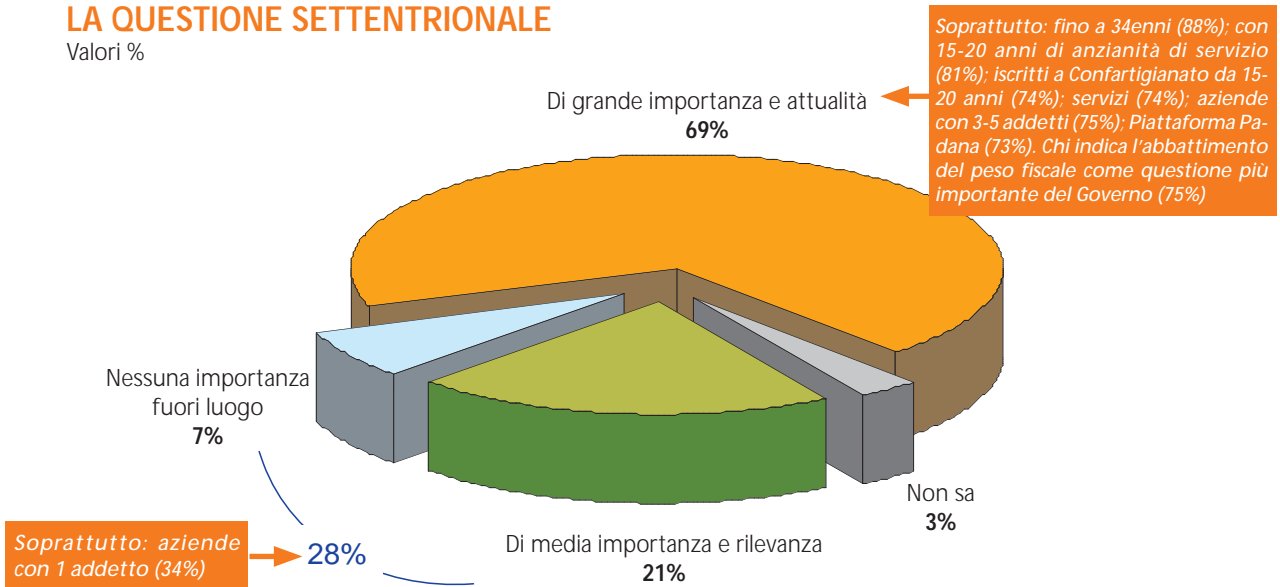 LA QUESTIONE SETTENTRIONALE
Valori %
Soprattutto: fino a 34enni (88%); con
15-20 anni di anzianità di servizio
(81%); iscritti a Confartigianato da 15-
20 anni (74%); servizi (74%); aziende
con 3-5 addetti (75%); Piattaforma Pa-
dana (73%). Chi indica l'abbattimento
del peso fiscale come questione più
importante del Governo (75%)
Di grande importanza e attualità
69%
Nessuna importanza
fuori luogo
7%
Non sa
3%
Soprattutto: aziende
con 1 addetto (34%)
28%
Di media importanza e rilevanza
21%